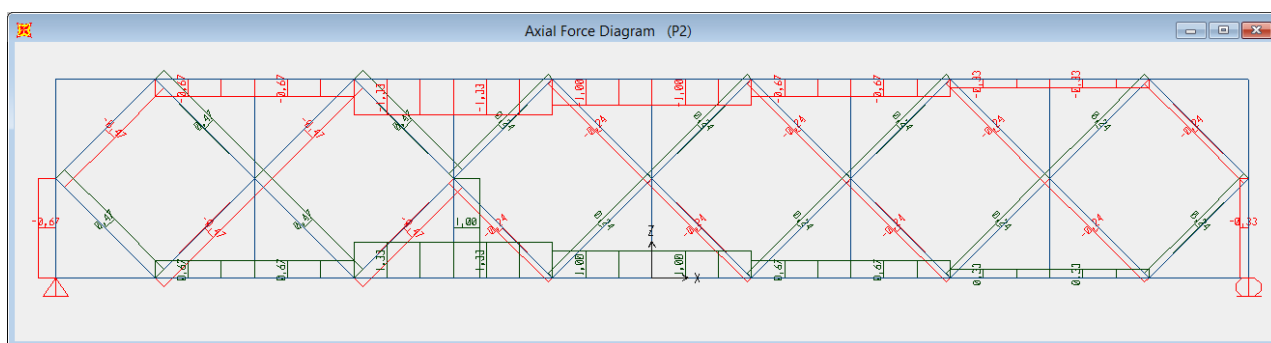 Axial Force Diagram (P2)
-0,67 -0,67 -1,33 -1,33 -1,00 -1,00 -0,67 -0,67 -0,33 -0,33
-0,47 0,47 -0,47 0,47 0,24 -0,24 0,24 -0,24 0,24 -0,24 0,24 -0,24
-0,67 0,47 -0,47 0,47 -0,47 1,00 -0,24 0,24 -0,24 0,24 -0,24 0,24 -0,24 0,24 -0,33
Z
0,67 0,67 1,33 1,33 1,00 1,00 X 0,67 0,67 0,33 0,33